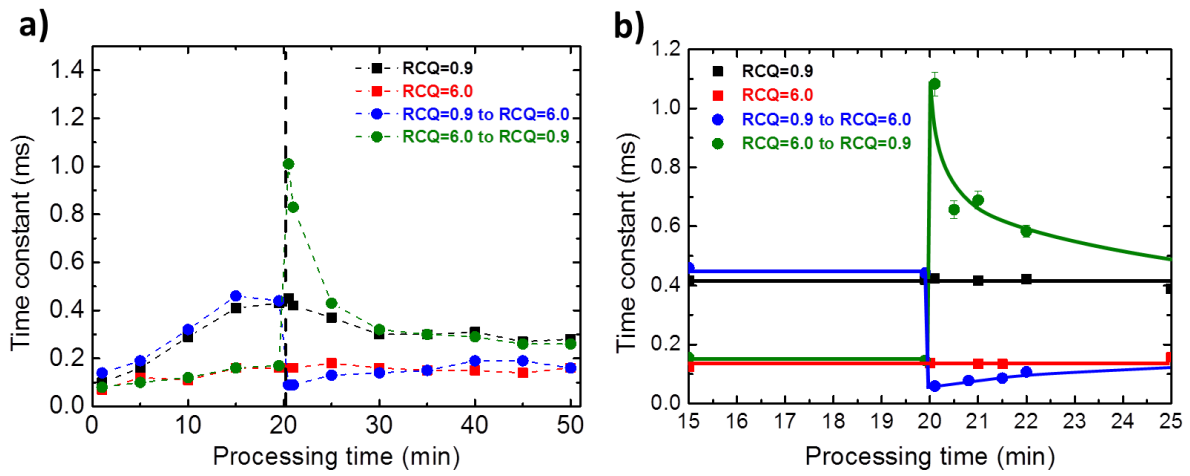 a)
Time constant (ms)
1.4
1.2
1.0
0.8
0.6
0.4
0.2
0.0
RCQ=0.9
RCQ=6.0
RCQ=0.9 to RCQ=6.0
RCQ=6.0 to RCQ=0.9
0 10 20 30 40 50
Processing time (min)
b)
Time constant (ms)
1.2
1.0
0.8
0.6
0.4
0.2
0.0
RCQ=0.9
RCQ=6.0
RCQ=0.9 to RCQ=6.0
RCQ=6.0 to RCQ=0.9
15 16 17 18 19 20 21 22 23 24 25
Processing time (min)